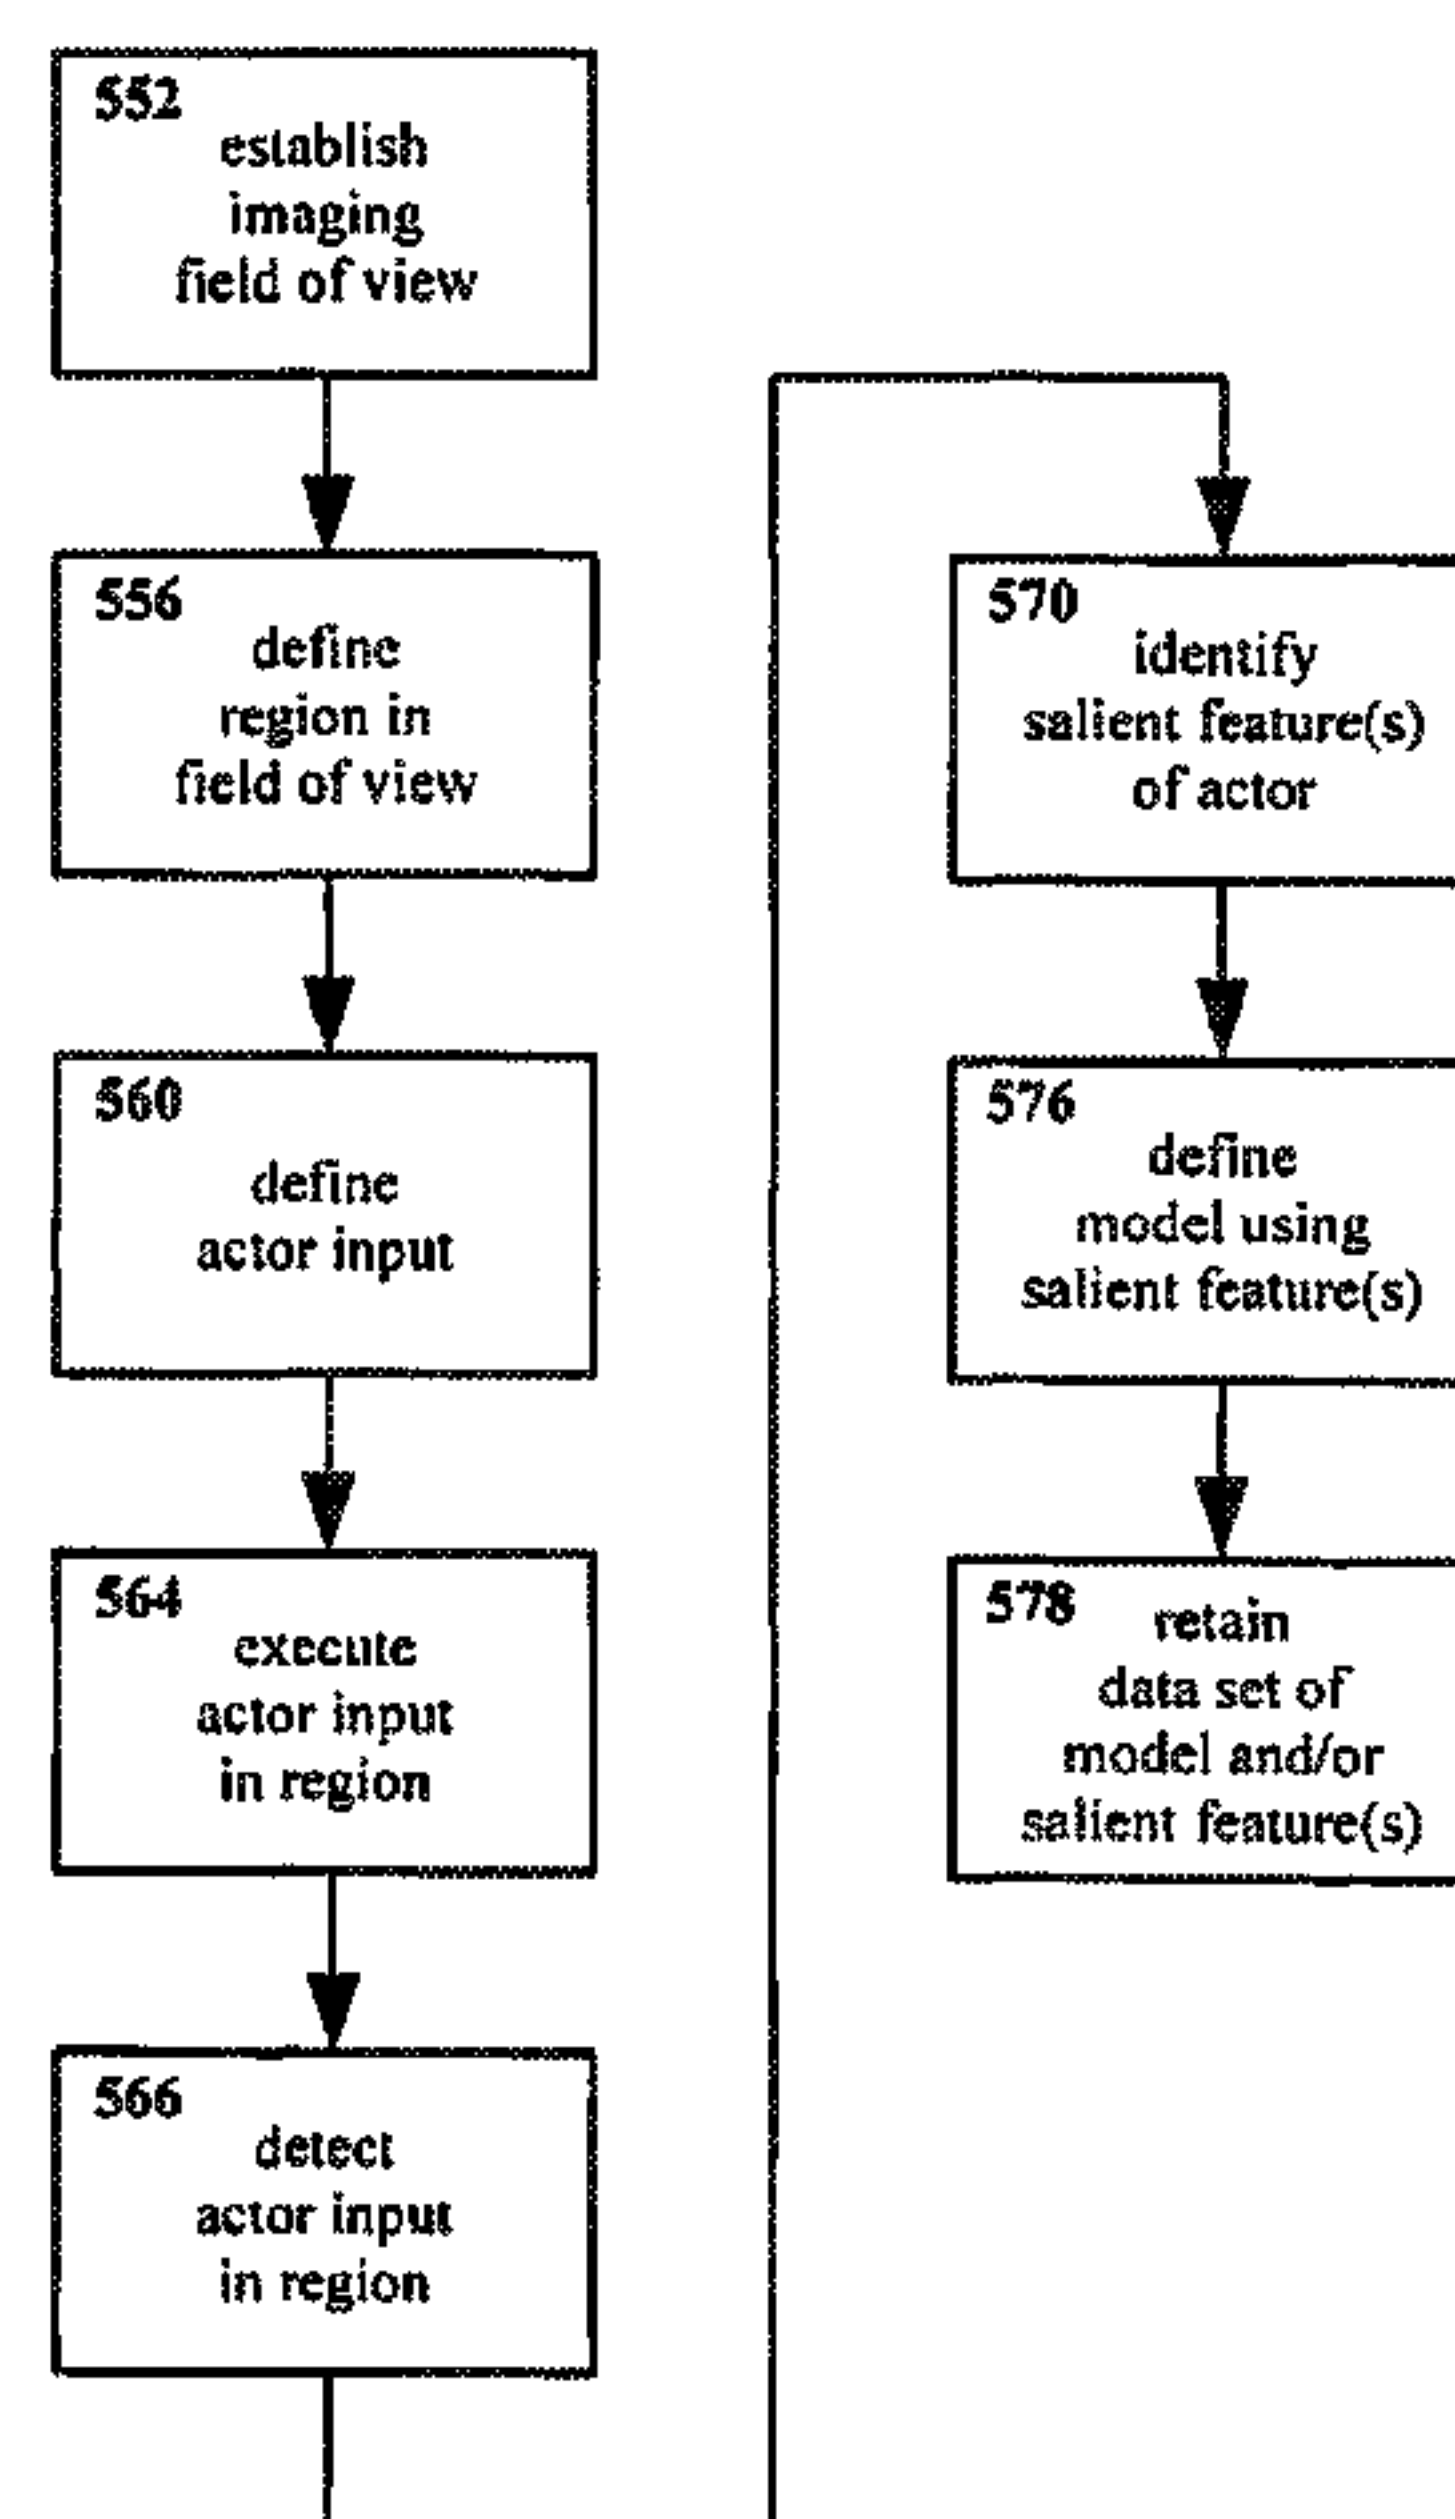 552
establish
imaging
field of view
556
define
region in
field of view
560
define
actor input
564
execute
actor input
in region
566
detect
actor input
in region
570
identify
salient feature(s)
of actor
576
define
model using
salient feature(s)
578
retain
data set of
model and/or
salient feature(s)